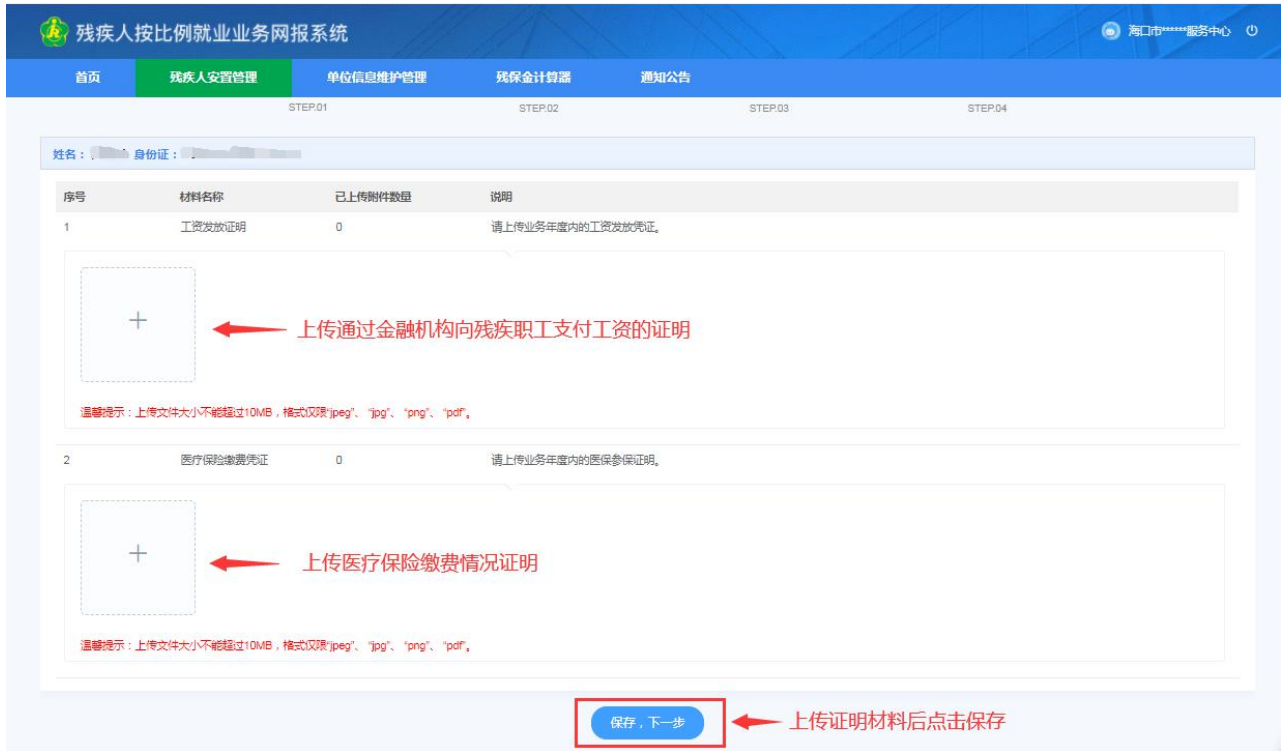 残疾人按比例就业业务网报系统
海口市******服务中心
首页 残疾人安置管理 单位信息维护管理 残保金计算器 通知公告
STEP.01 STEP.02 STEP.03 STEP.04
姓名： 身份证：
序号 材料名称 已上传附件数量 说明
1 工资发放证明 0 请上传业务年度内的工资发放凭证。
上传通过金融机构向残疾职工支付工资的证明
温馨提示：上传文件大小不能超过10MB，格式仅限“jpeg”、“jpg”、“png”、“pdf”。
2 医疗保险缴费凭证 0 请上传业务年度内的医保参保证明。
上传医疗保险缴费情况证明
温馨提示：上传文件大小不能超过10MB，格式仅限“jpeg”、“jpg”、“png”、“pdf”。
保存，下一步 上传证明材料后点击保存